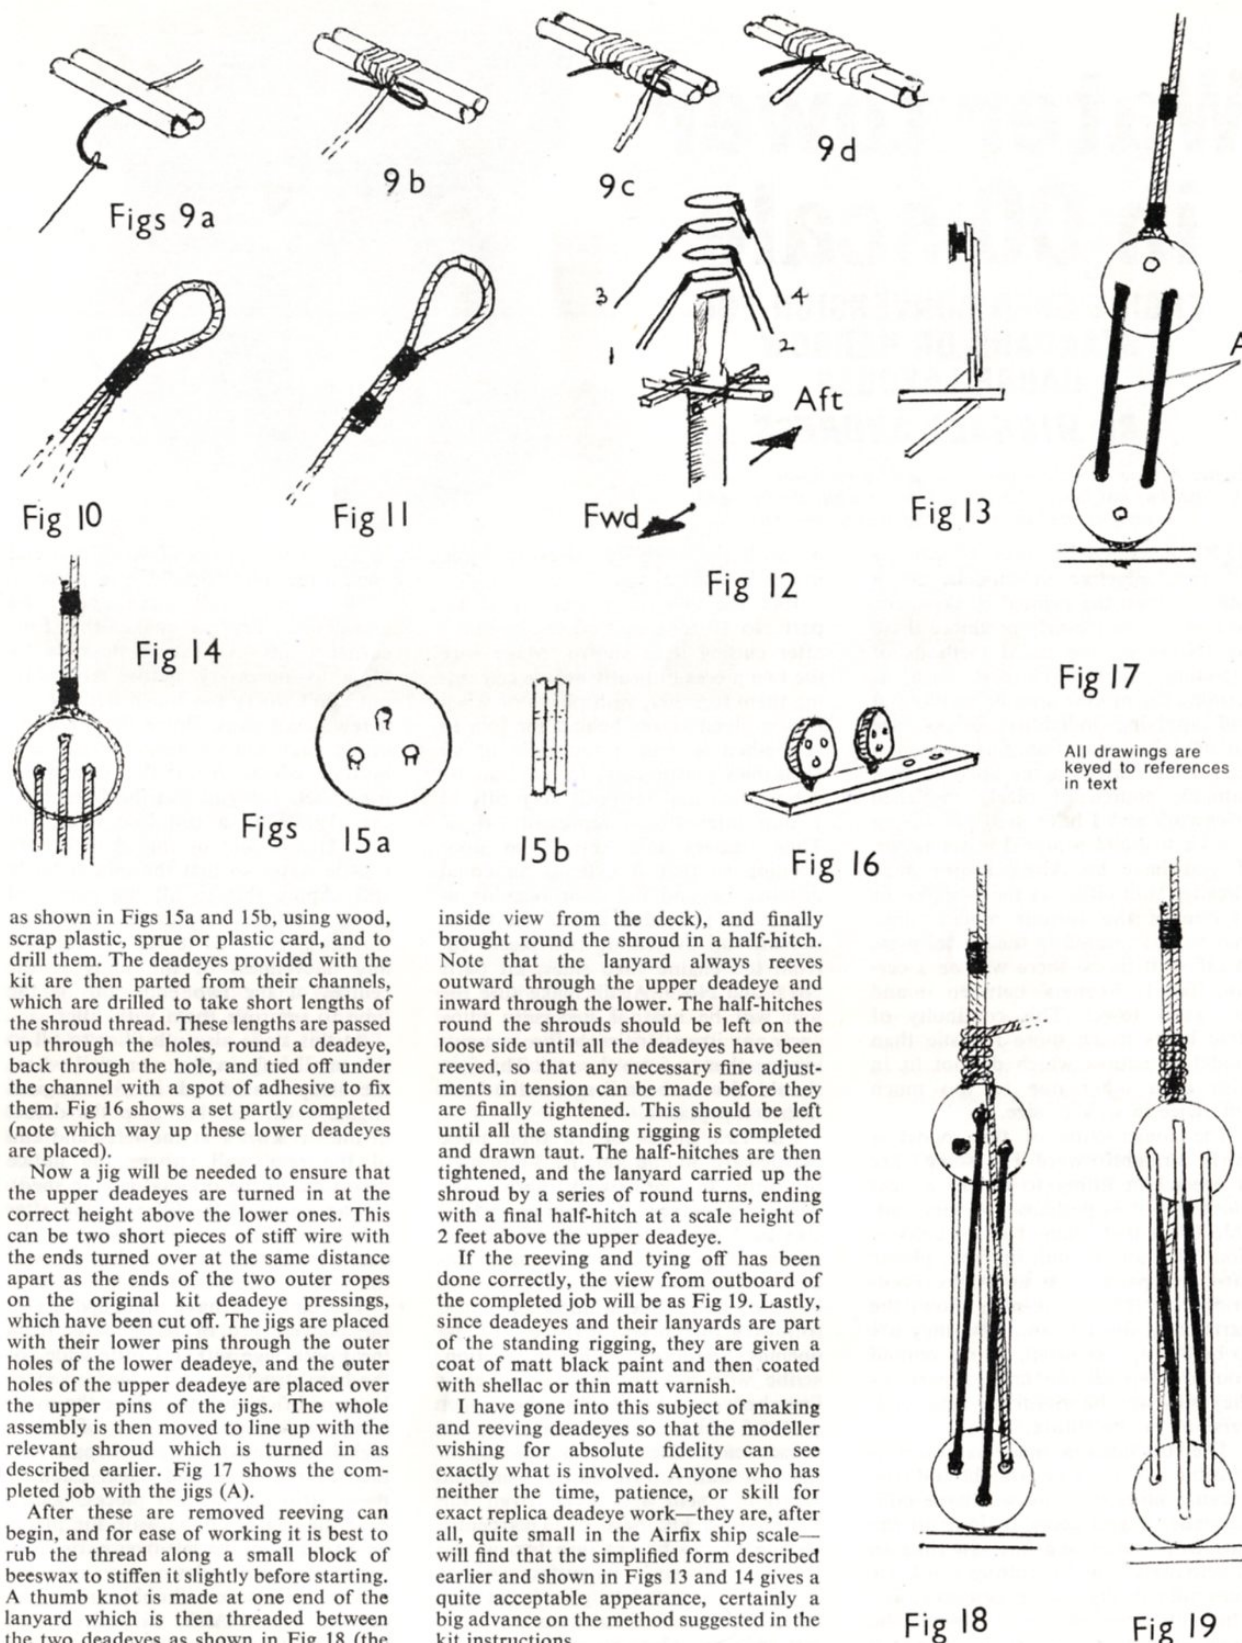 Figs 9a
9b
9c
9d
Fig 10
Fig 11
3
4
1
2
Aft
Fwd
Fig 12
Fig 13
A
Fig 17
Fig 14
Figs 15a
15b
Fig 16
All drawings are
keyed to references
in text
as shown in Figs 15a and 15b, using wood,
scrap plastic, sprue or plastic card, and to
drill them. The deadeyes provided with the
kit are then parted from their channels,
which are drilled to take short lengths of
the shroud thread. These lengths are passed
up through the holes, round a deadeye,
back through the hole, and tied off under
the channel with a spot of adhesive to fix
them. Fig 16 shows a set partly completed
(note which way up these lower deadeyes
are placed).
Now a jig will be needed to ensure that
the upper deadeyes are turned in at the
correct height above the lower ones. This
can be two short pieces of stiff wire with
the ends turned over at the same distance
apart as the ends of the two outer ropes
on the original kit deadeye pressings,
which have been cut off. The jigs are placed
with their lower pins through the outer
holes of the lower deadeye, and the outer
holes of the upper deadeye are placed over
the upper pins of the jigs. The whole
assembly is then moved to line up with the
relevant shroud which is turned in as
described earlier. Fig 17 shows the com-
pleted job with the jigs (A).
After these are removed reeving can
begin, and for ease of working it is best to
rub the thread along a small block of
beeswax to stiffen it slightly before starting.
A thumb knot is made at one end of the
lanyard which is then threaded between
the two deadeyes as shown in Fig 18 (the
inside view from the deck), and finally
brought round the shroud in a half-hitch.
Note that the lanyard always reeves
outward through the upper deadeye and
inward through the lower. The half-hitches
round the shrouds should be left on the
loose side until all the deadeyes have been
reeved, so that any necessary fine adjust-
ments in tension can be made before they
are finally tightened. This should be left
until all the standing rigging is completed
and drawn taut. The half-hitches are then
tightened, and the lanyard carried up the
shroud by a series of round turns, ending
with a final half-hitch at a scale height of
2 feet above the upper deadeye.
If the reeving and tying off has been
done correctly, the view from outboard of
the completed job will be as Fig 19. Lastly,
since deadeyes and their lanyards are part
of the standing rigging, they are given a
coat of matt black paint and then coated
with shellac or thin matt varnish.
I have gone into this subject of making
and reeving deadeyes so that the modeller
wishing for absolute fidelity can see
exactly what is involved. Anyone who has
neither the time, patience, or skill for
exact replica deadeye work—they are, after
all, quite small in the Airfix ship scale—
will find that the simplified form described
earlier and shown in Figs 13 and 14 gives a
quite acceptable appearance, certainly a
big advance on the method suggested in the
kit instructions.
Fig 18
Fig 19